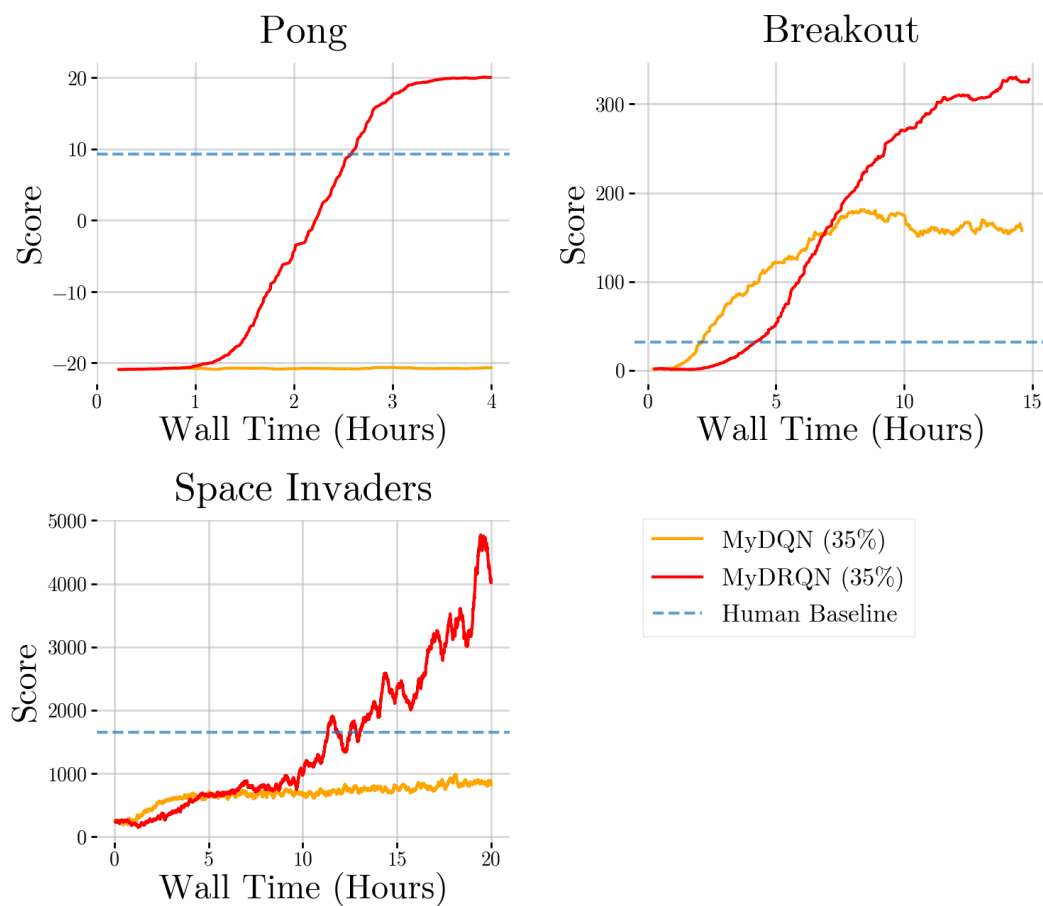 Pong
20
10
0
−10
−20
Score
0 1 2 3 4
Wall Time (Hours)
Breakout
300
200
100
0
Score
0 5 10 15
Wall Time (Hours)
Space Invaders
5000
4000
3000
2000
1000
0
Score
0 5 10 15 20
Wall Time (Hours)
MyDQN (35%)
MyDRQN (35%)
Human Baseline